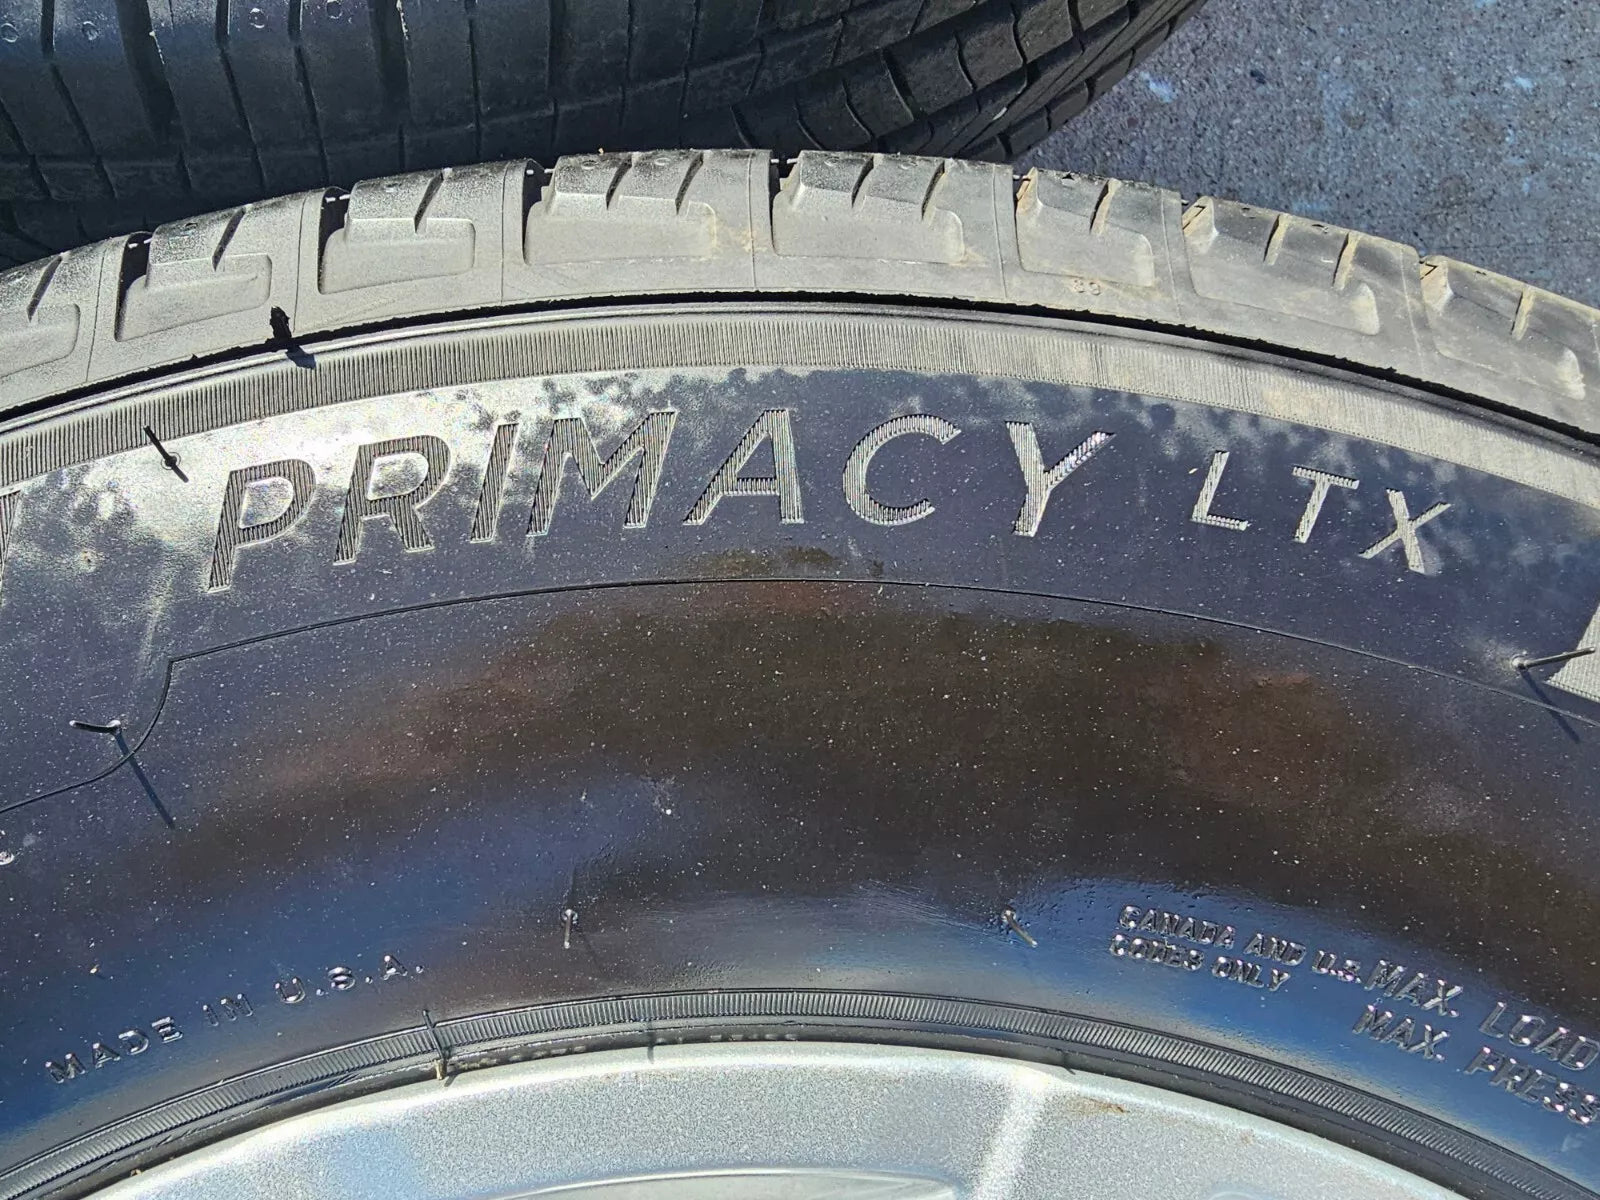 PRIMACY LTX
MADE IN U.S.A.
CANADA AND U.S.
CODES ONLY
MAX. LOAD
MAX. PRESS